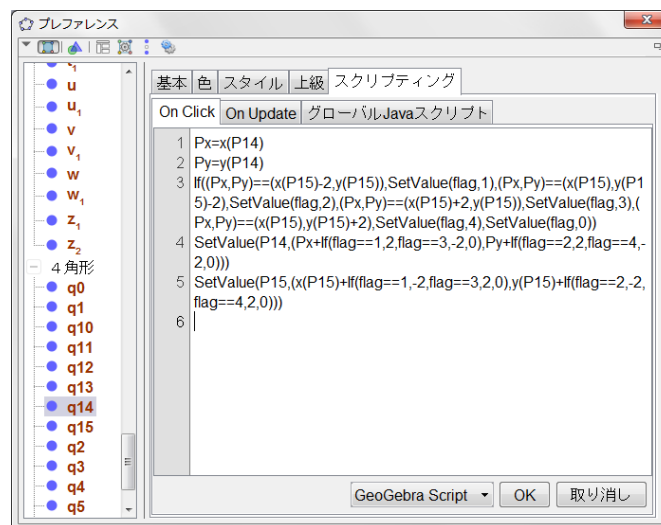 プレファレンス
基本 色 スタイル 上級 スクリプティング
On Click On Update グローバルJavaスクリプト
u
u1
v
v1
w
w1
z1
z2
4 角形
q0
q1
q10
q11
q12
q13
q14
q15
q2
q3
q4
q5
1 Px=x(P14)
2 Py=y(P14)
3 If((Px,Py)==(x(P15)-2,y(P15)),SetValue(flag,1),(Px,Py)==(x(P15),y(P1
5)-2),SetValue(flag,2),(Px,Py)==(x(P15)+2,y(P15)),SetValue(flag,3),(
Px,Py)==(x(P15),y(P15)+2),SetValue(flag,4),SetValue(flag,0))
4 SetValue(P14,(Px+If(flag==1,2,flag==3,-2,0),Py+If(flag==2,2,flag==4,-
2,0)))
5 SetValue(P15,(x(P15)+If(flag==1,-2,flag==3,2,0),y(P15)+If(flag==2,-2,
flag==4,2,0)))
6
GeoGebra Script OK 取り消し